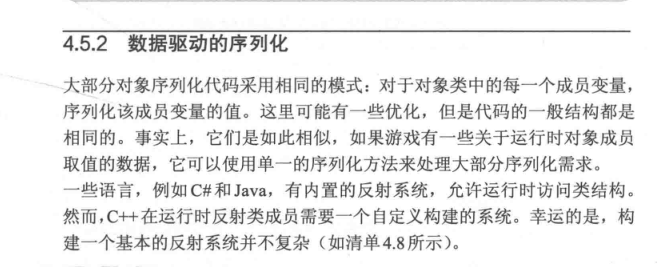 4.5.2 数据驱动的序列化
大部分对象序列化代码采用相同的模式：对于对象类中的每一个成员变量，
序列化该成员变量的值。这里可能有一些优化，但是代码的一般结构都是
相同的。事实上，它们是如此相似，如果游戏有一些关于运行时对象成员
取值的数据，它可以使用单一的序列化方法来处理大部分序列化需求。
一些语言，例如C#和Java，有内置的反射系统，允许运行时访问类结构。
然而，C++在运行时反射类成员需要一个自定义构建的系统。幸运的是，构
建一个基本的反射系统并不复杂（如清单4.8所示）。